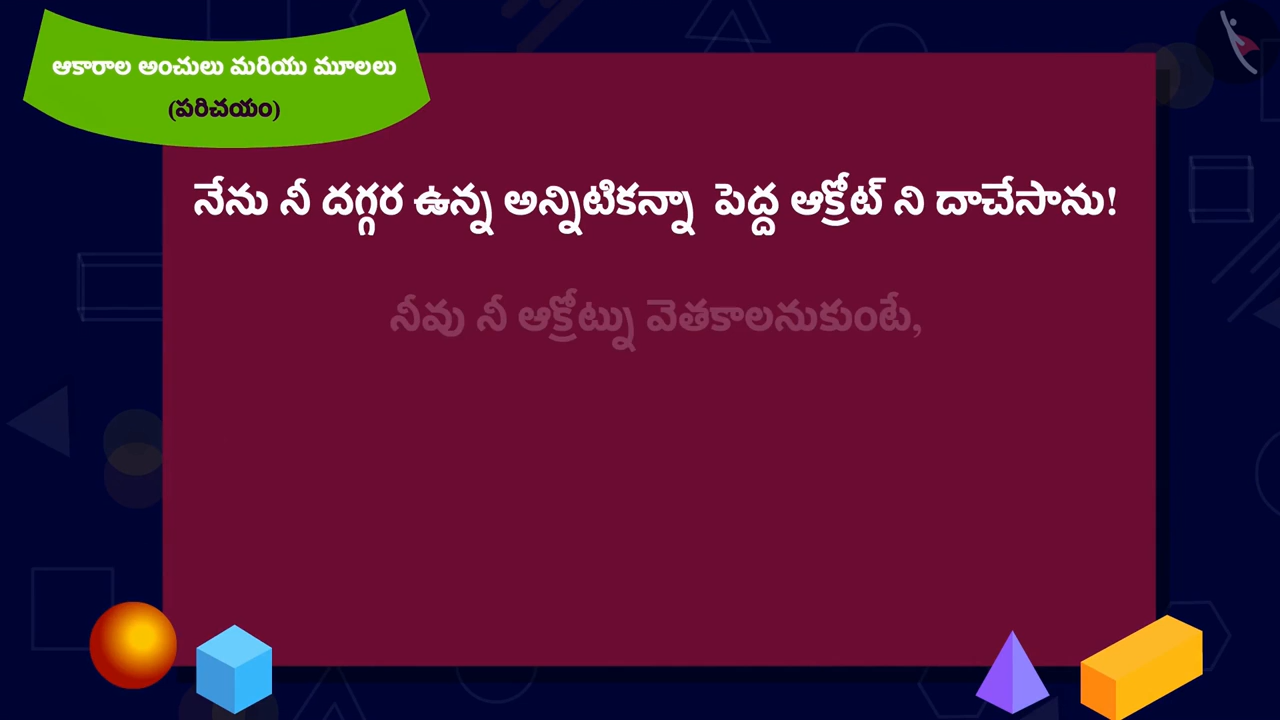 ఆకారాల అంచులు మరియు మూలలు
(పరిచయం)
నేను నీ దగ్గర ఉన్న అన్నిటికన్నా పెద్ద ఆక్రోట్ ని దాచేసాను!
నీవు నీ ఆక్రోట్ను వెతకాలనుకుంటే,